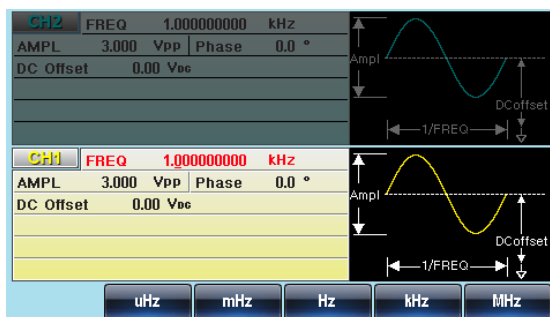 CH2 FREQ 1.000000000 kHz
AMPL 3.000 Vpp Phase 0.0 °
DC Offset 0.00 VDC
Ampl
DCoffset
1/FREQ
CH1 FREQ 1.000000000 kHz
AMPL 3.000 Vpp Phase 0.0 °
DC Offset 0.00 VDC
Ampl
DCoffset
1/FREQ
uHz mHz Hz kHz MHz